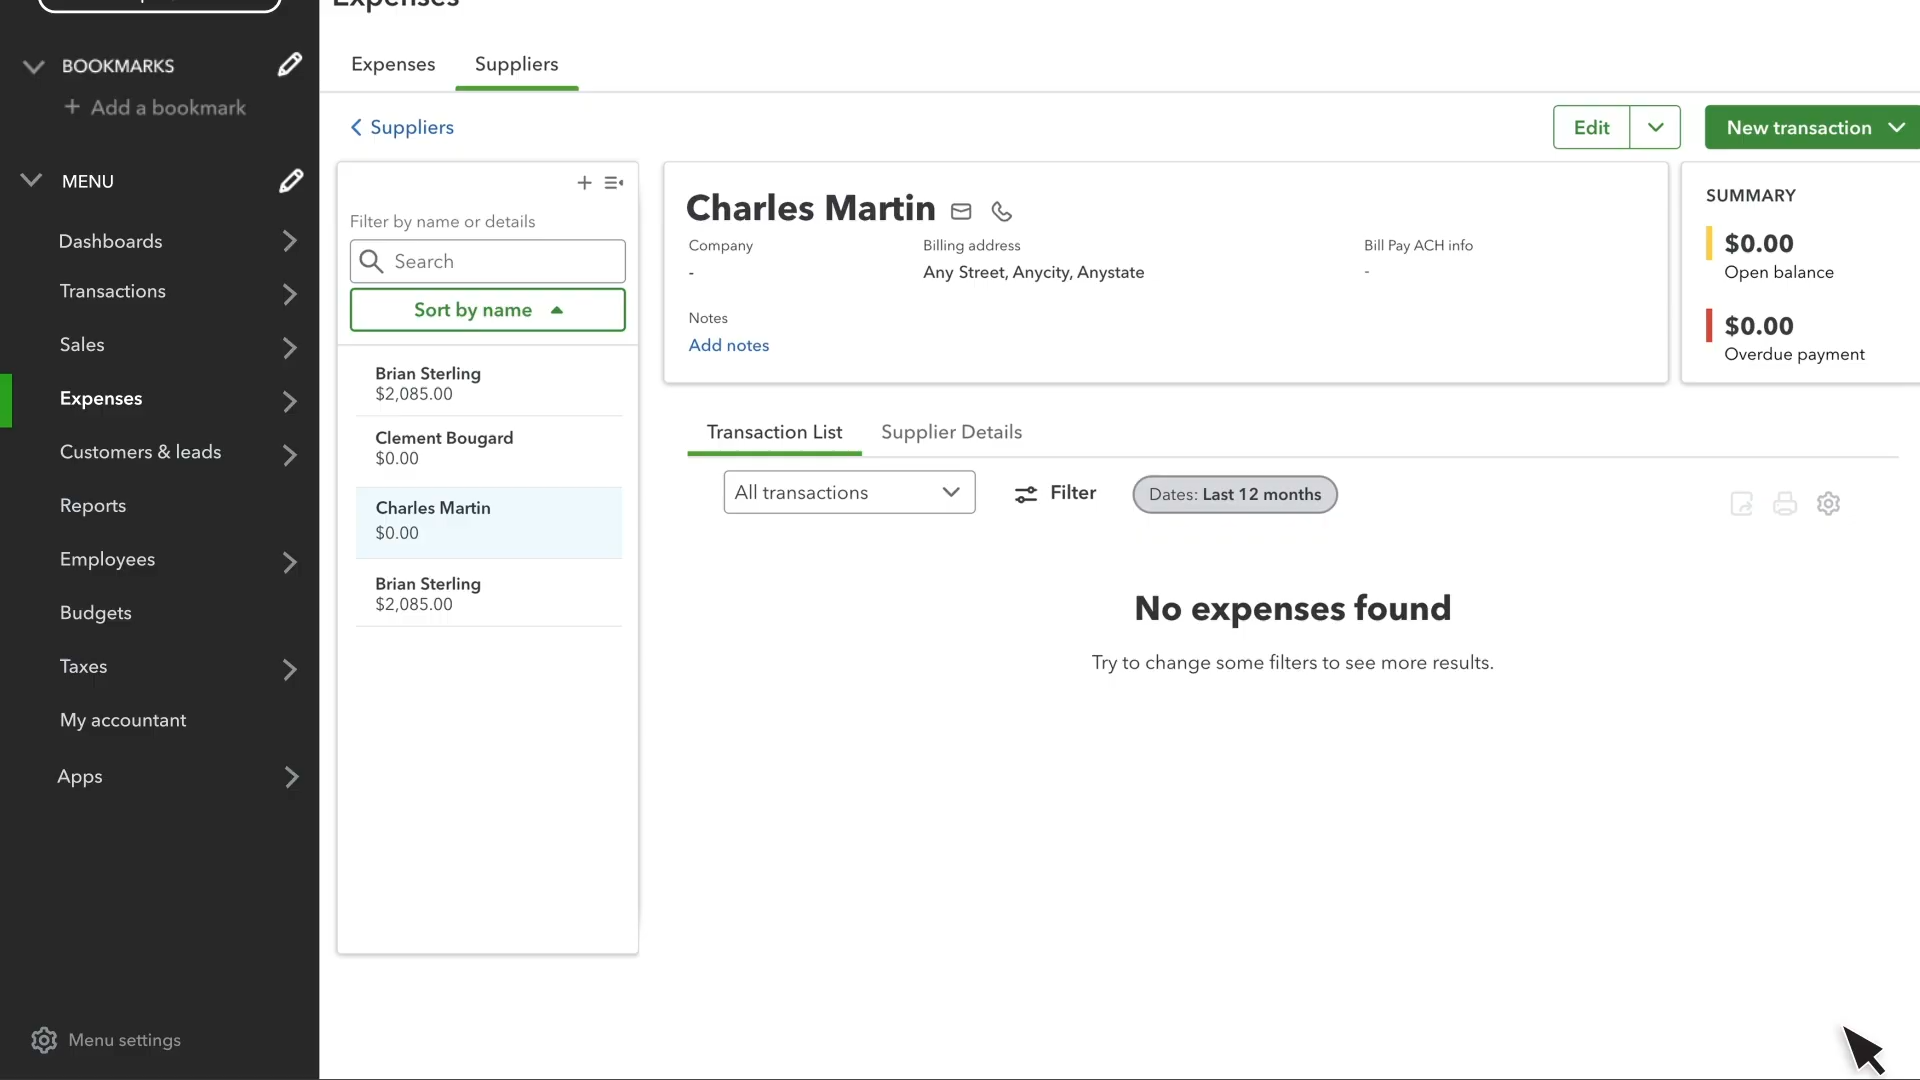 Expenses
BOOKMARKS
+ Add a bookmark
MENU
Dashboards
Transactions
Sales
Expenses
Customers & leads
Reports
Employees
Budgets
Taxes
My accountant
Apps
Menu settings
Expenses
Suppliers
Suppliers
Edit
New transaction
Filter by name or details
Search
Sort by name
Brian Sterling
$2,085.00
Clement Bougard
$0.00
Charles Martin
$0.00
Brian Sterling
$2,085.00
Charles Martin
Company
-
Billing address
Any Street, Anycity, Anystate
Bill Pay ACH info
-
Notes
Add notes
SUMMARY
$0.00
Open balance
$0.00
Overdue payment
Transaction List
Supplier Details
All transactions
Filter
Dates: Last 12 months
No expenses found
Try to change some filters to see more results.